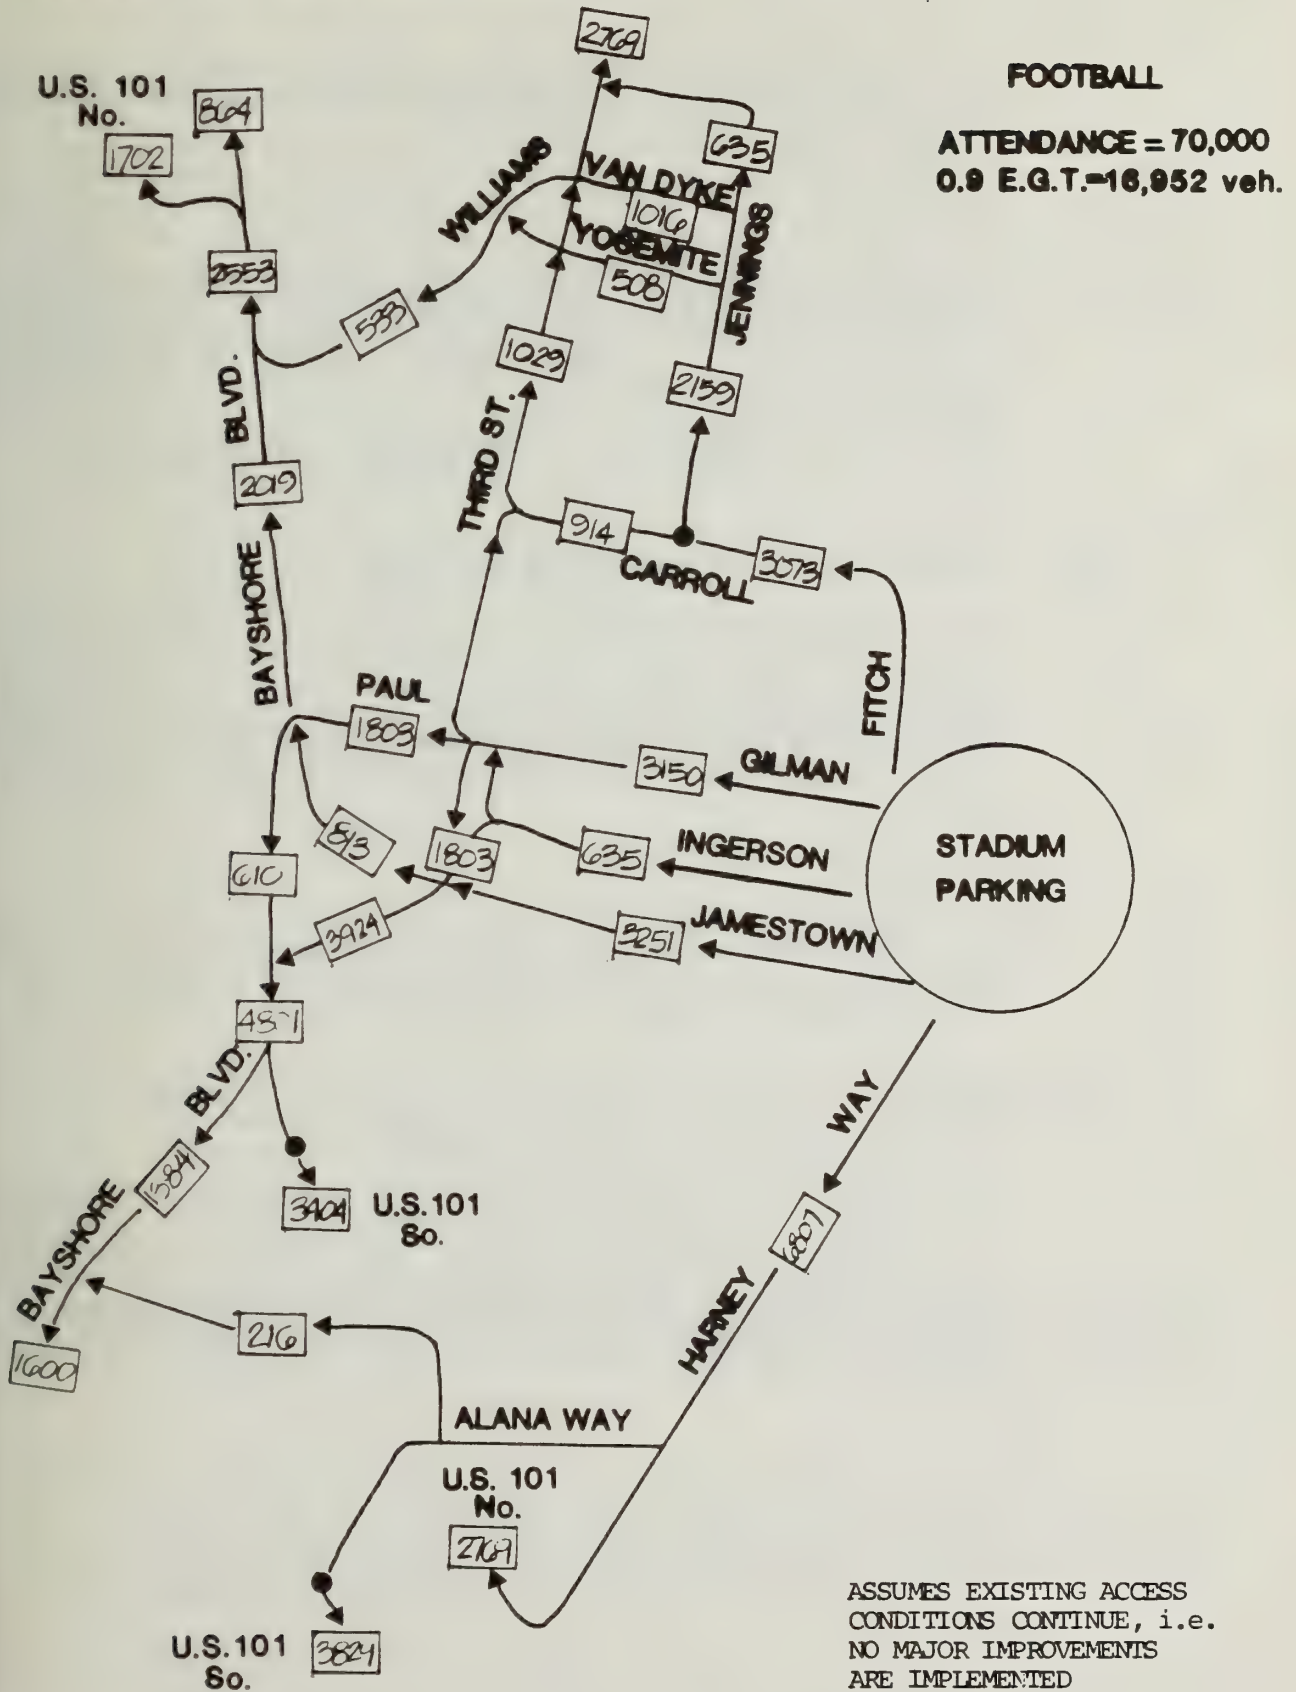 FOOTBALL
ATTENDANCE = 70,000
0.9 E.G.T.=16,952 veh.
2769
U.S. 101
No.
864
1702
635
WILLIAMS
VAN DYKE
1016
YOSEMITE
508
JENNINGS
2553
533
1029
2159
BLVD.
THIRD ST.
2019
914
CARROLL
3073
BAYSHORE
FITCH
PAUL
1803
3150
GILMAN
813
1803
635
INGERSON
STADIUM
PARKING
610
3924
3251
JAMESTOWN
BLVD.
WAY
1384
BAYSHORE
3404
U.S.101
So.
6807
HARNEY
216
1600
ALANA WAY
U.S. 101
No.
2769
U.S.101
So.
3824
ASSUMES EXISTING ACCESS
CONDITIONS CONTINUE, i.e.
NO MAJOR IMPROVEMENTS
ARE IMPLEMENTED